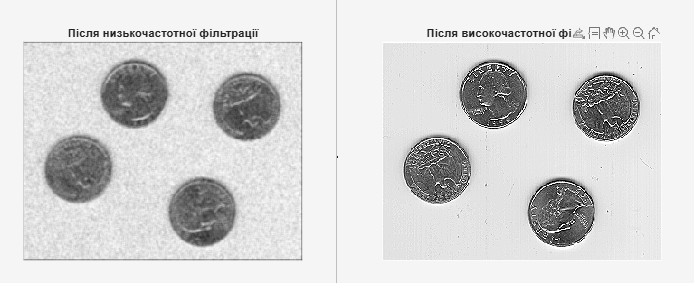 Після низькочастотної фільтрації
Після високочастотної фі